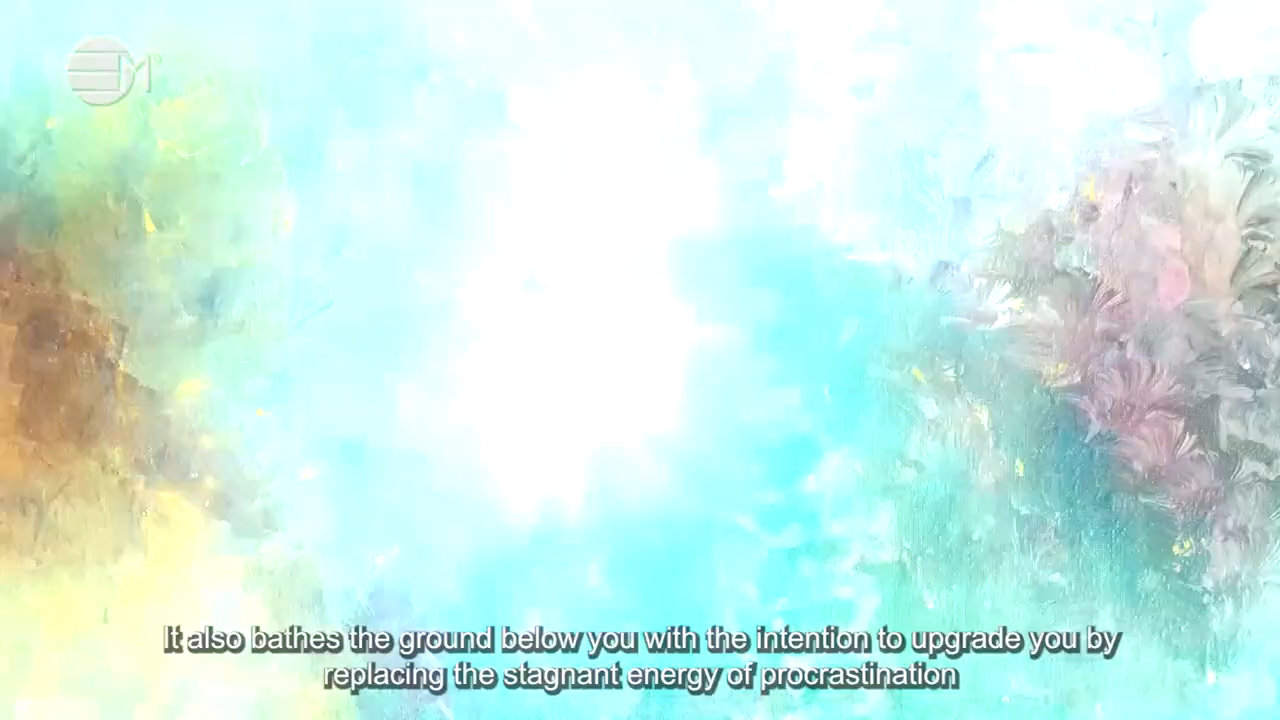 EM
It also bathes the ground below you with the intention to upgrade you by
replacing the stagnant energy of procrastination